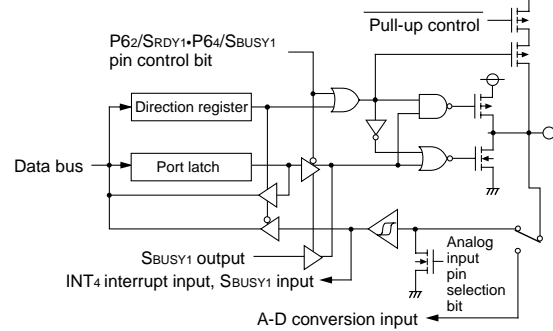 Pull-up control
P62/SRDY1•P64/SBUSY1
pin control bit
Direction register
Data bus
Port latch
SBUSY1 output
INT4 interrupt input, SBUSY1 input
Analog
input
pin
selection
bit
A-D conversion input